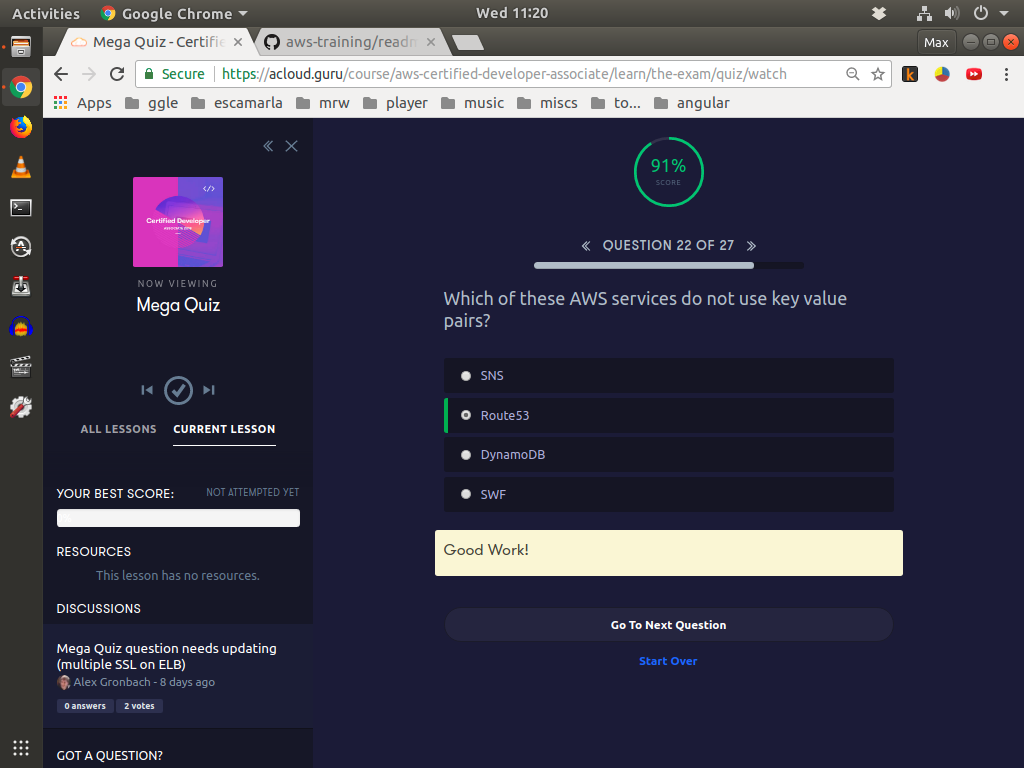 Activities
Google Chrome
Wed 11:20
Mega Quiz - Certifie
aws-training/readn
Max
Secure
https://acloud.guru/course/aws-certified-developer-associate/learn/the-exam/quiz/watch
Apps
ggle
escamarla
mrw
player
music
miscs
to...
angular
</>
Certified Developer
NOW VIEWING
Mega Quiz
ALL LESSONS
CURRENT LESSON
YOUR BEST SCORE:
NOT ATTEMPTED YET
RESOURCES
This lesson has no resources.
DISCUSSIONS
Mega Quiz question needs updating
(multiple SSL on ELB)
Alex Gronbach - 8 days ago
0 answers
2 votes
GOT A QUESTION?
91%
SCORE
QUESTION 22 OF 27
Which of these AWS services do not use key value
pairs?
SNS
Route53
DynamoDB
SWF
Good Work!
Go To Next Question
Start Over